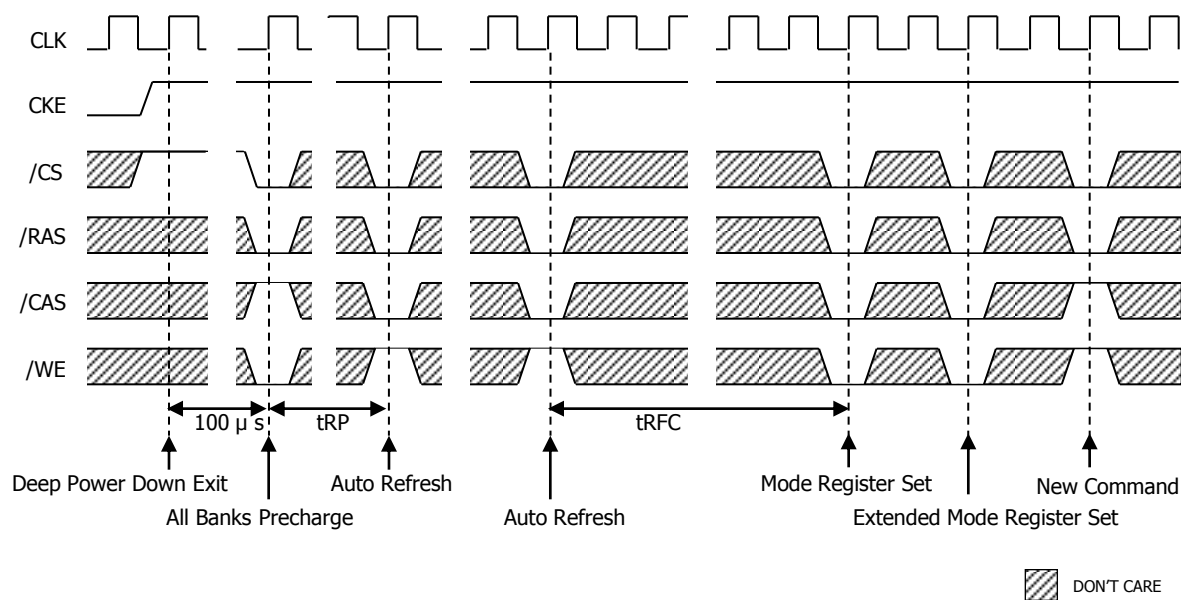 CLK
CKE
/CS
/RAS
/CAS
/WE
100 μ s
tRP
tRFC
Deep Power Down Exit
All Banks Precharge
Auto Refresh
Auto Refresh
Mode Register Set
Extended Mode Register Set
New Command
DON'T CARE